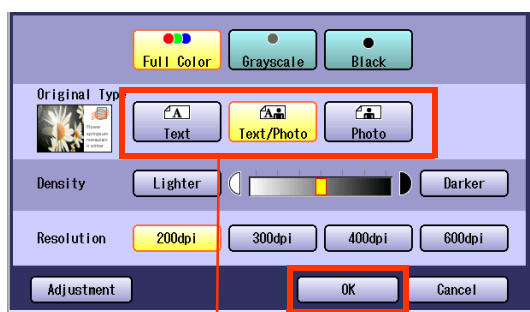 Full Color Grayscale Black
Original Type
Text Text/Photo Photo
Density Lighter Darker
Resolution 200dpi 300dpi 400dpi 600dpi
Adjustment OK Cancel